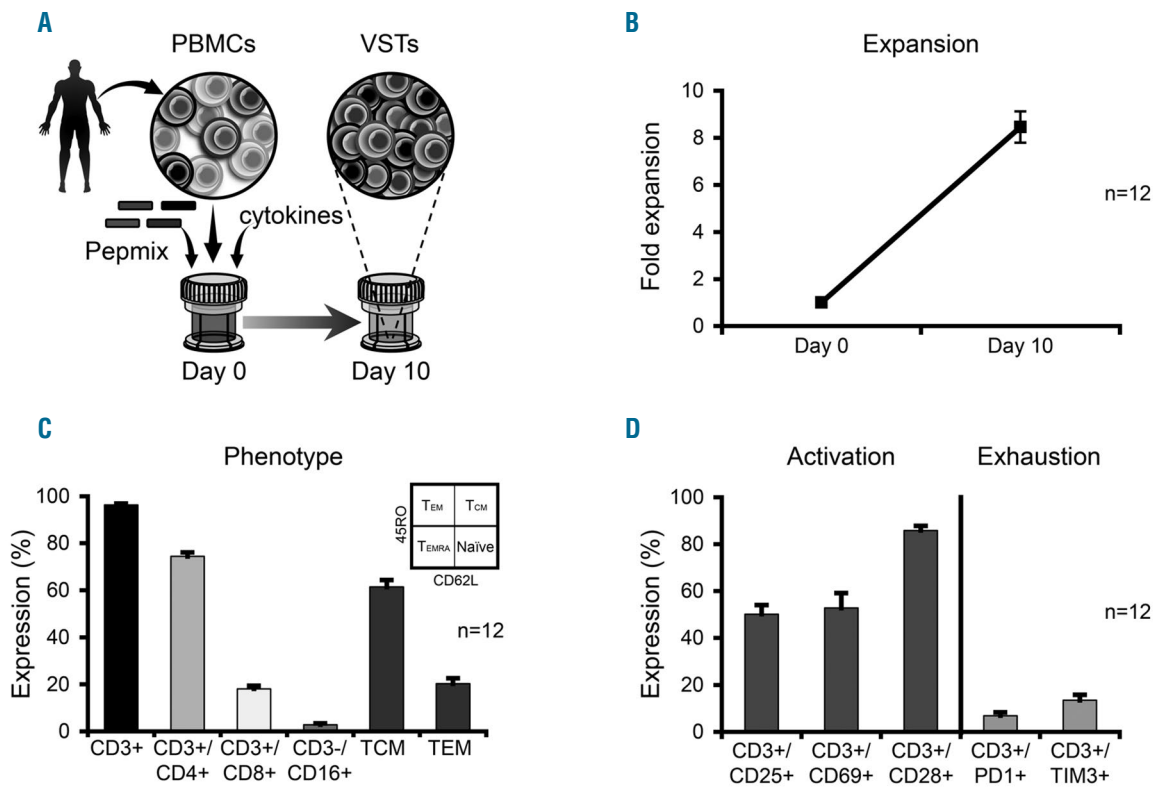 A
PBMCs
VSTs
Pepmix
cytokines
Day 0
Day 10
B
Expansion
Fold expansion
10
8
6
4
2
0
Day 0
Day 10
n=12
C
Phenotype
Expression (%)
100
80
60
40
20
0
45RO
TEM
TCM
TEMRA
Naïve
CD62L
n=12
CD3+
CD3+/
CD4+
CD3+/
CD8+
CD3-/
CD16+
TCM
TEM
D
Activation
Exhaustion
Expression (%)
100
80
60
40
20
0
n=12
CD3+/
CD25+
CD3+/
CD69+
CD3+/
CD28+
CD3+/
PD1+
CD3+/
TIM3+